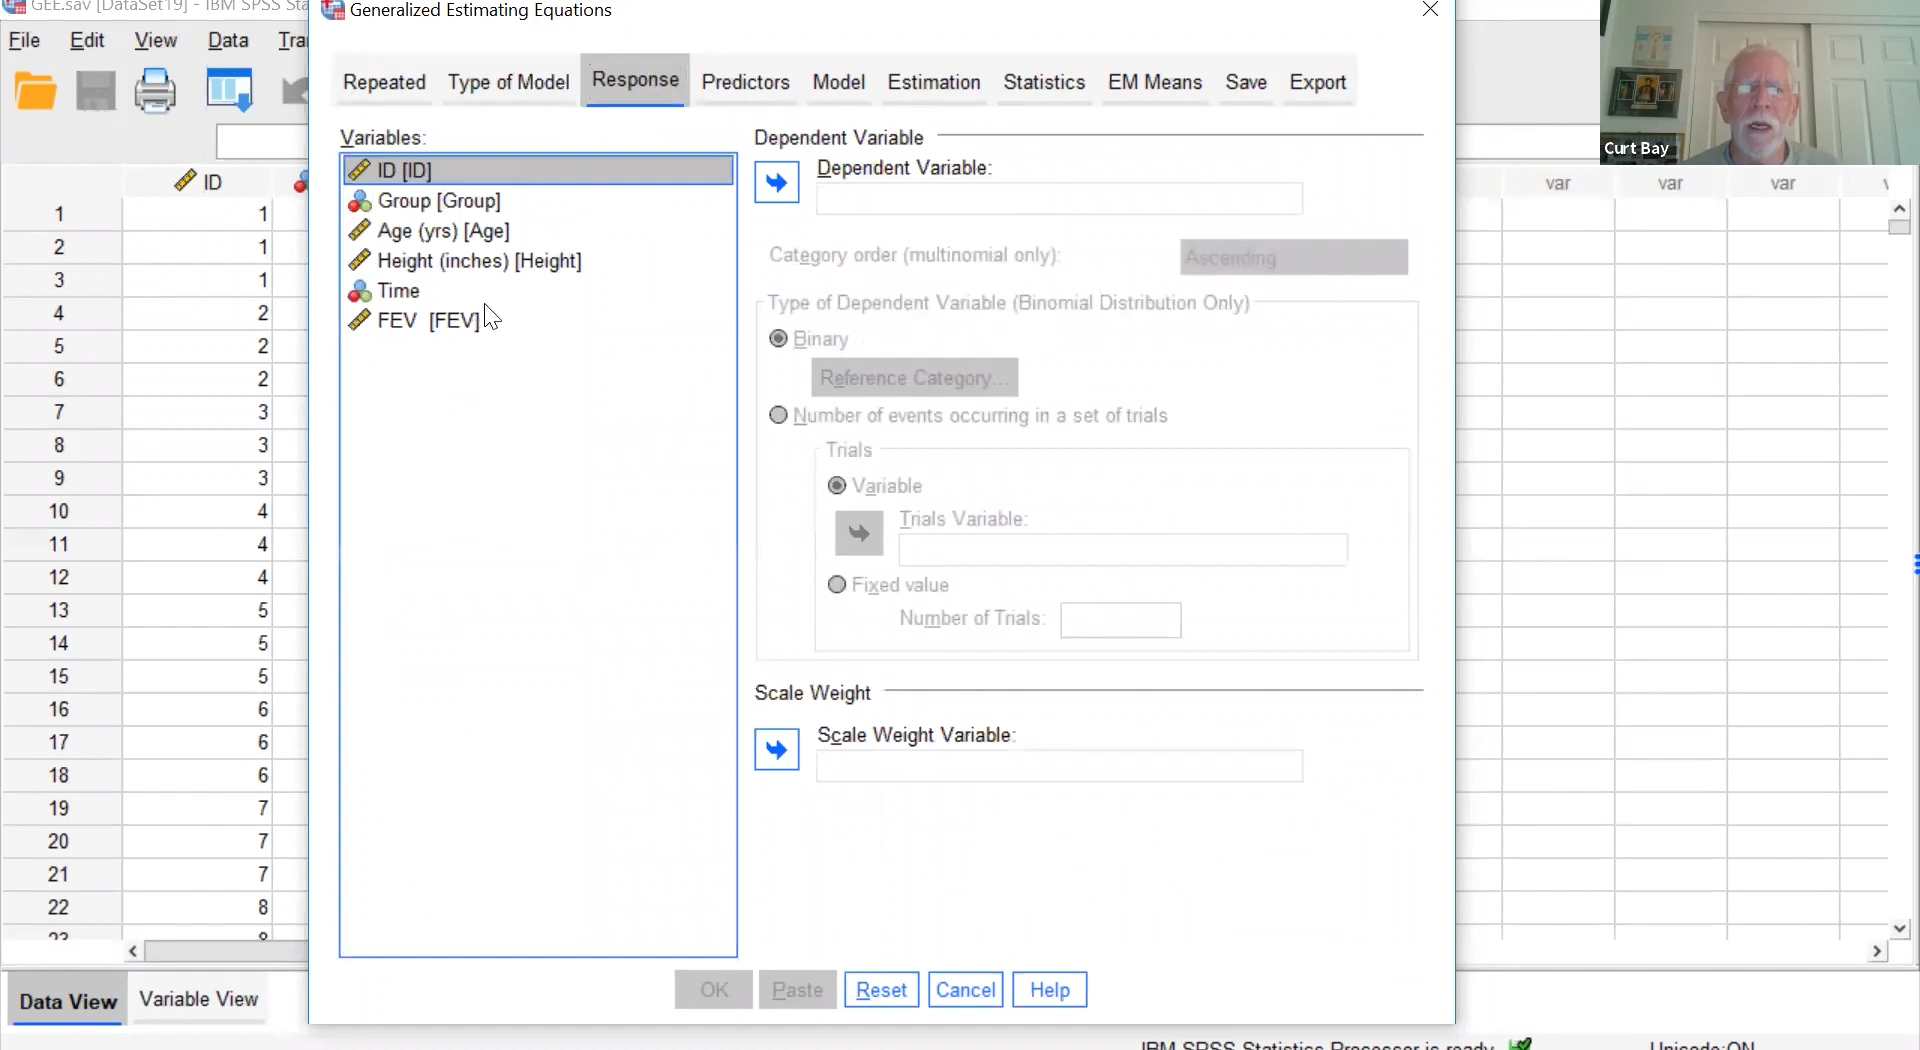 GEE.sav [DataSet19] - IBM SPSS Sta
Generalized Estimating Equations
File Edit View Data Tra
Repeated Type of Model Response Predictors Model Estimation Statistics EM Means Save Export
Curt Bay
Variables:
ID [ID]
Group [Group]
Age (yrs) [Age]
Height (inches) [Height]
Time
FEV [FEV]
Dependent Variable
Dependent Variable:
Category order (multinomial only): Ascending
Type of Dependent Variable (Binomial Distribution Only)
Binary
Reference Category...
Number of events occurring in a set of trials
Trials
Variable
Trials Variable:
Fixed value
Number of Trials:
Scale Weight
Scale Weight Variable:
OK Paste Reset Cancel Help
ID
var var var
1 1
2 1
3 1
4 2
5 2
6 2
7 3
8 3
9 3
10 4
11 4
12 4
13 5
14 5
15 5
16 6
17 6
18 6
19 7
20 7
21 7
22 8
23 8
Data View Variable View
IBM SPSS Statistics Processor is ready Unicode:ON